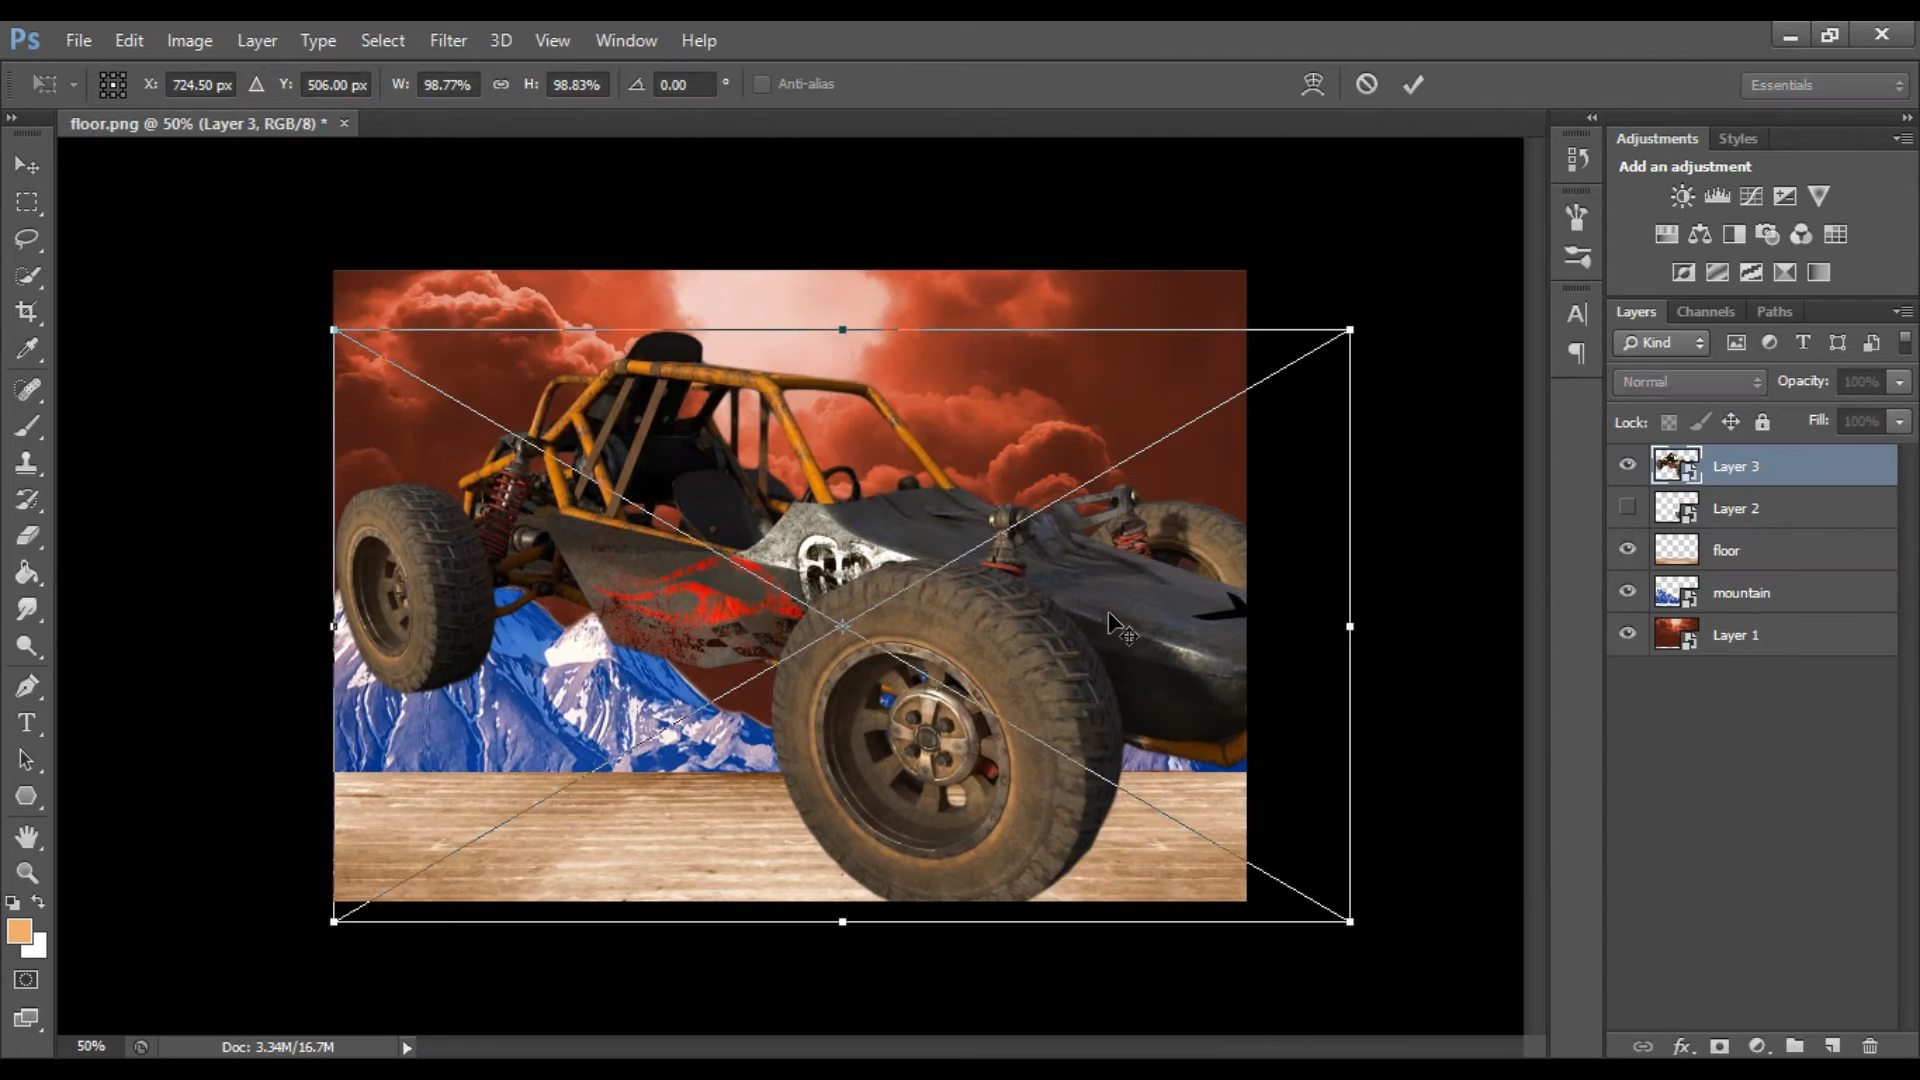 Ps File Edit Image Layer Type Select Filter 3D View Window Help
X: 724.50 px Y: 506.00 px W: 98.77% H: 98.83% 0.00 ° Anti-alias Essentials
floor.png @ 50% (Layer 3, RGB/8) * ×
Adjustments Styles
Add an adjustment
Layers Channels Paths
Kind
Normal Opacity: 100%
Lock: Fill: 100%
Layer 3
Layer 2
floor
mountain
Layer 1
50% Doc: 3.34M/16.7M